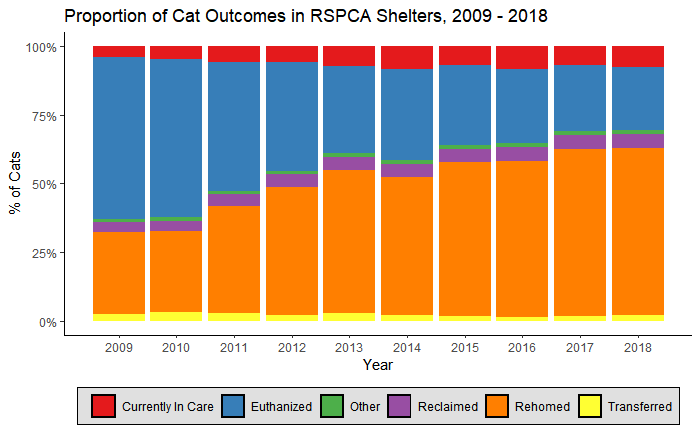 Proportion of Cat Outcomes in RSPCA Shelters, 2009 - 2018
100%
75%
50%
25%
0%
% of Cats
2009 2010 2011 2012 2013 2014 2015 2016 2017 2018
Year
Currently In Care Euthanized Other Reclaimed Rehomed Transferred